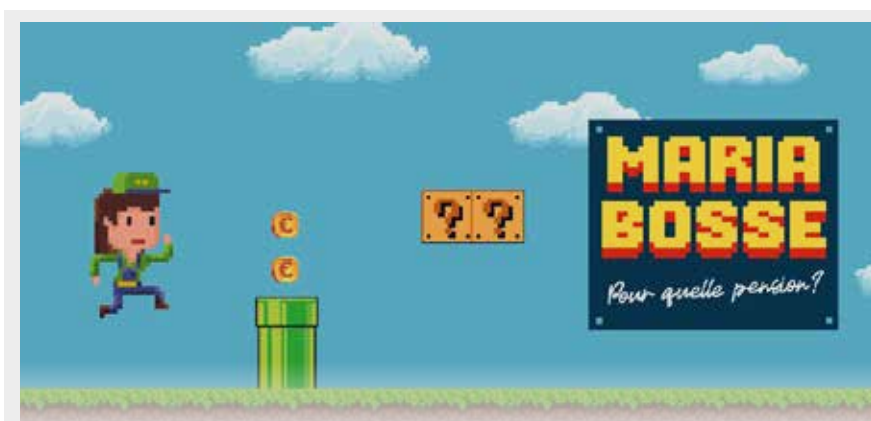 ? ?
MARIA
BOSSE
Pour quelle pension?
€
€